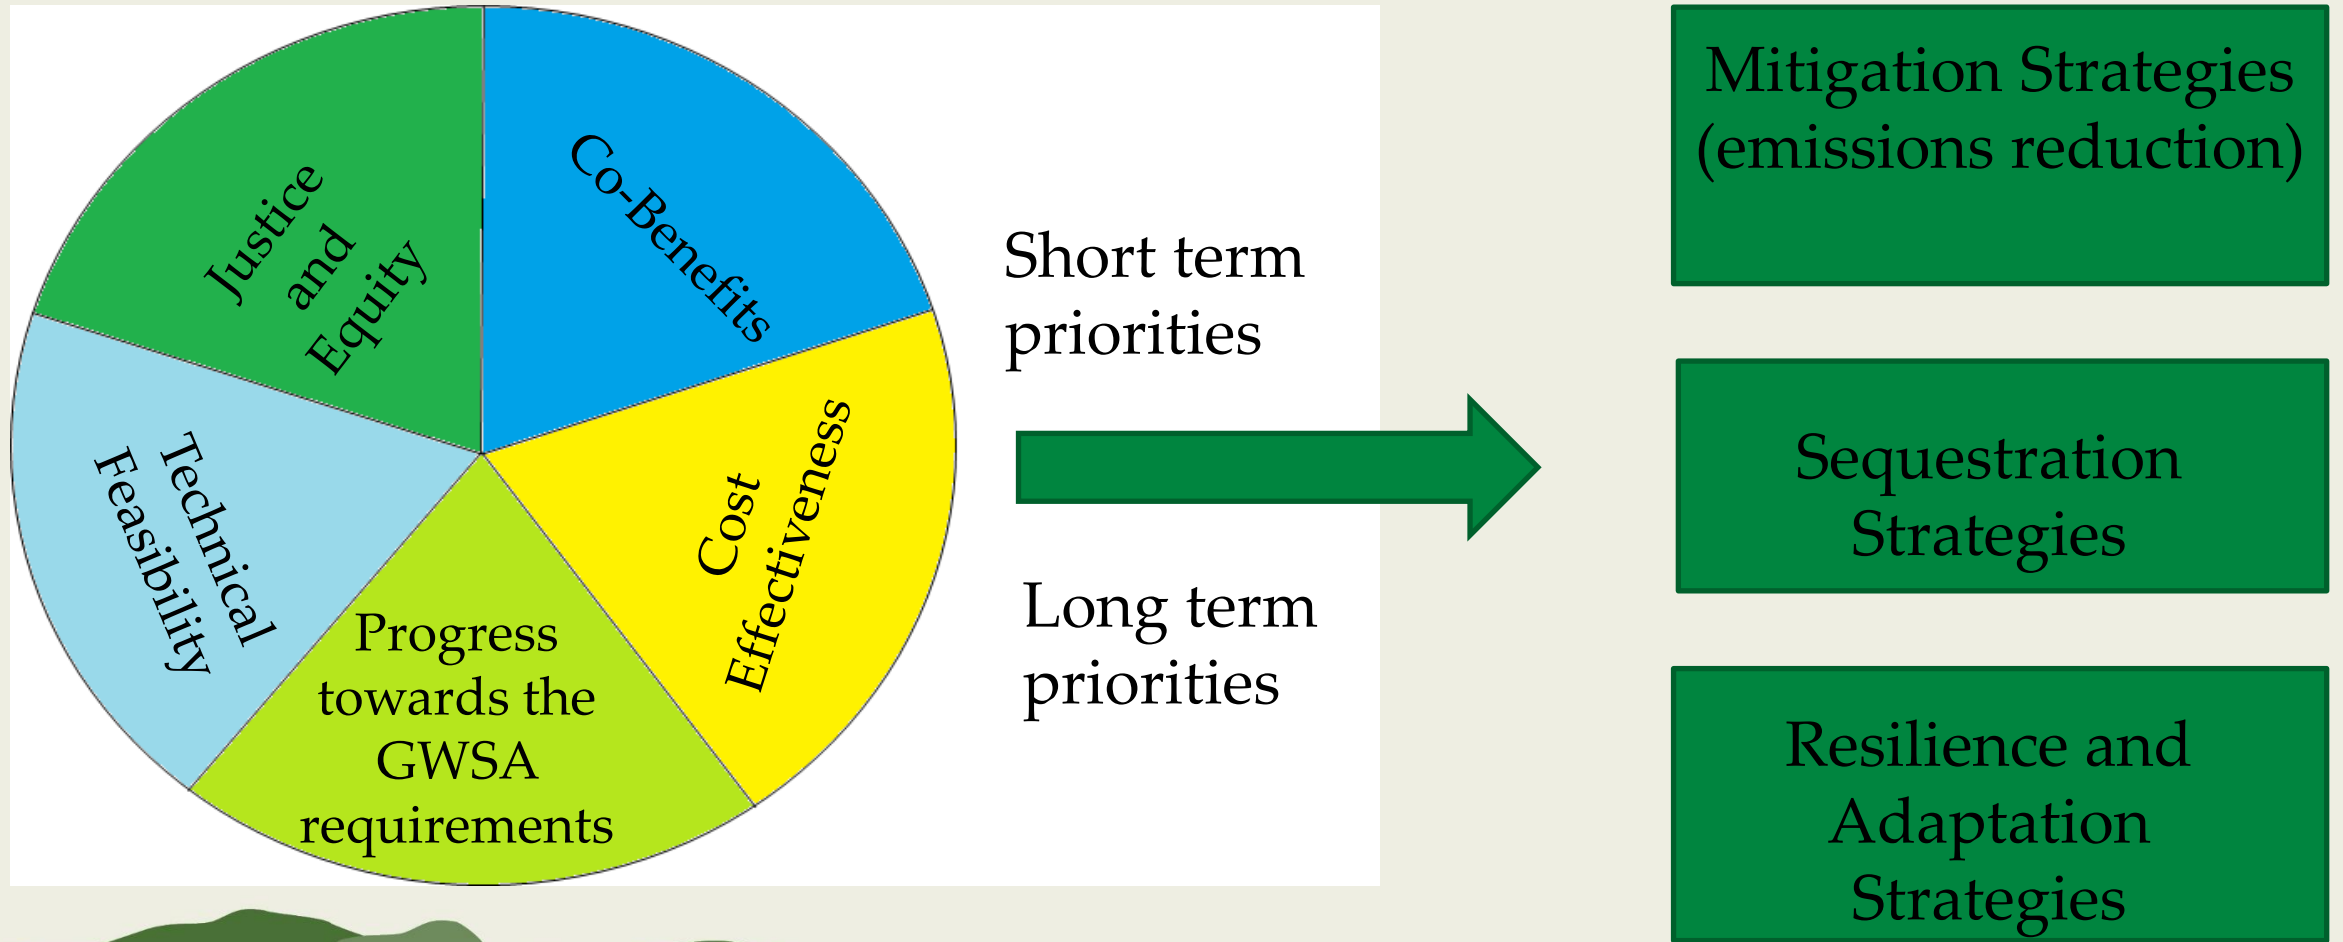 Justice
and
Equity
Co-Benefits
Technical
Feasibility
Cost
Effectiveness
Progress
towards the
GWSA
requirements
Short term
priorities
Long term
priorities
Mitigation Strategies
(emissions reduction)
Sequestration
Strategies
Resilience and
Adaptation
Strategies